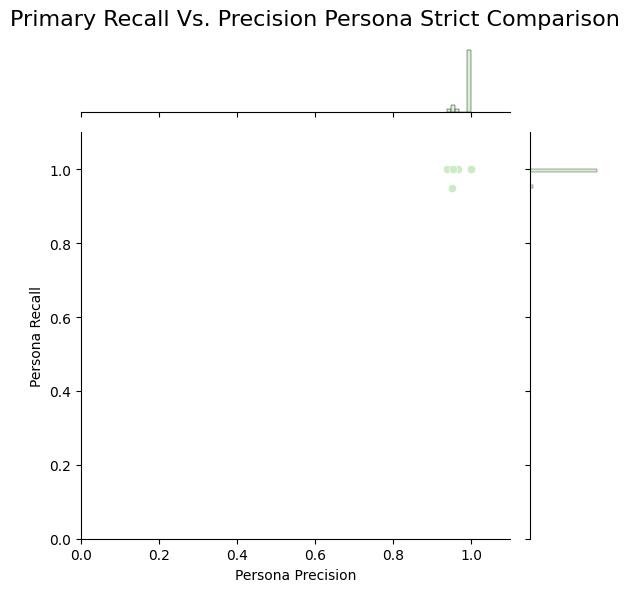 Primary Recall Vs. Precision Persona Strict Comparison
1.0
0.8
0.6
0.4
0.2
0.0
Persona Recall
0.0 0.2 0.4 0.6 0.8 1.0
Persona Precision